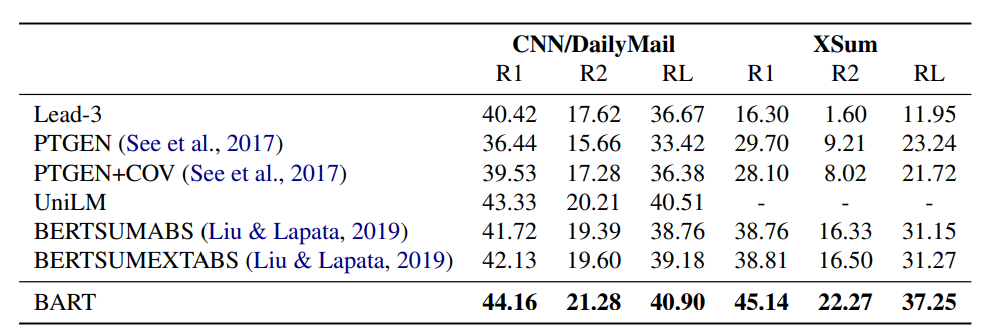 CNN/DailyMail XSum
R1 R2 RL R1 R2 RL
Lead-3 40.42 17.62 36.67 16.30 1.60 11.95
PTGEN (See et al., 2017) 36.44 15.66 33.42 29.70 9.21 23.24
PTGEN+COV (See et al., 2017) 39.53 17.28 36.38 28.10 8.02 21.72
UniLM 43.33 20.21 40.51 - - -
BERTSUMABS (Liu & Lapata, 2019) 41.72 19.39 38.76 38.76 16.33 31.15
BERTSUMEXTABS (Liu & Lapata, 2019) 42.13 19.60 39.18 38.81 16.50 31.27
BART 44.16 21.28 40.90 45.14 22.27 37.25